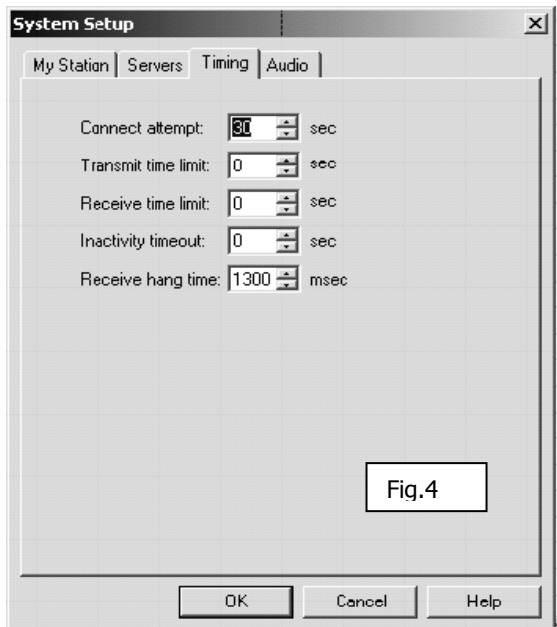 System Setup
My Station Servers Timing Audio
Connect attempt: 30 sec
Transmit time limit: 0 sec
Receive time limit: 0 sec
Inactivity timeout: 0 sec
Receive hang time: 1300 msec
Fig.4
OK Cancel Help